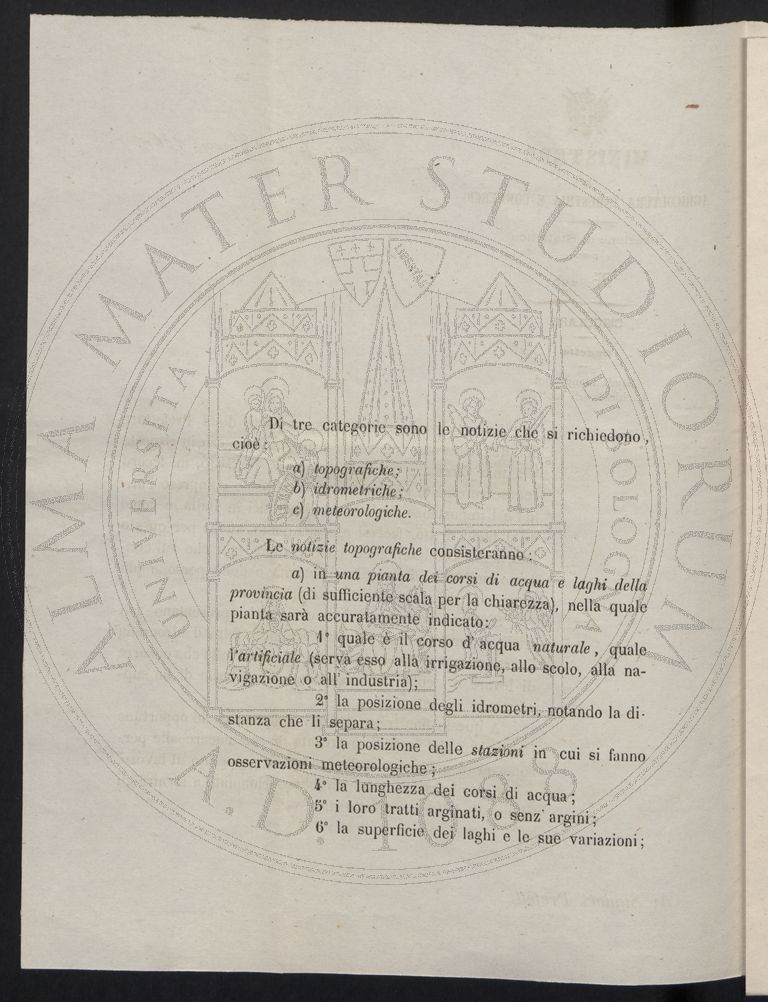 Di tre categorie sono le notizie che si richiedono,
cioè:
a) topografiche;
b) idrometriche;
c) meteorologiche.
Le notizie topografiche consisteranno:
a) in una pianta dei corsi di acqua e laghi della
provincia (di sufficiente scala per la chiarezza), nella quale
pianta sarà accuratamente indicato:
1° quale è il corso d'acqua naturale, quale
l'artificiale (serva esso alla irrigazione, allo scolo, alla na-
vigazione o all'industria);
2° la posizione degli idrometri, notando la di-
stanza che li separa;
3° la posizione delle stazioni in cui si fanno
osservazioni meteorologiche;
4° la lunghezza dei corsi di acqua;
5° i loro tratti arginati, o senz'argini;
6° la superficie dei laghi e le sue variazioni;
ALMA MATER STUDIORUM
UNIVERSITA DI BOLOGNA
A.D. 1088
LIBERTAS